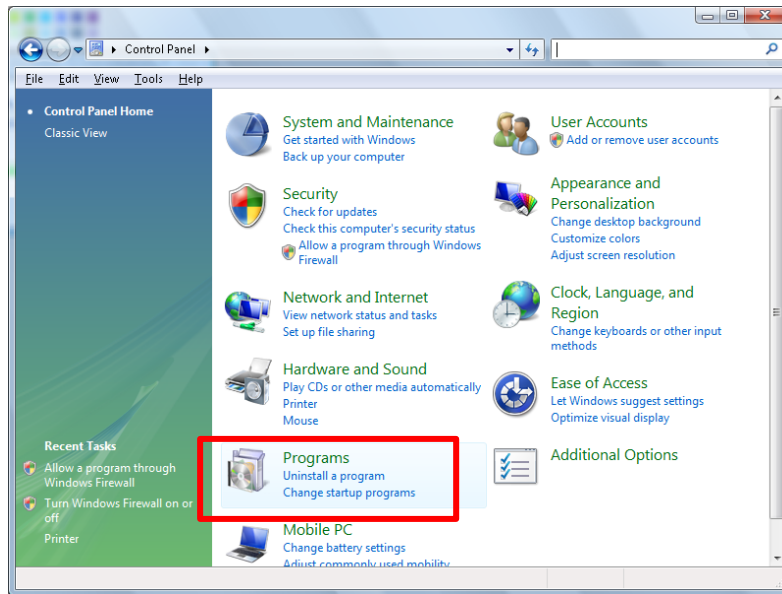 Control Panel
File Edit View Tools Help
Control Panel Home
Classic View
System and Maintenance
Get started with Windows
Back up your computer
Security
Check for updates
Check this computer's security status
Allow a program through Windows
Firewall
Network and Internet
View network status and tasks
Set up file sharing
Hardware and Sound
Play CDs or other media automatically
Printer
Mouse
Programs
Uninstall a program
Change startup programs
Mobile PC
Change battery settings
Adjust commonly used mobility
User Accounts
Add or remove user accounts
Appearance and
Personalization
Change desktop background
Customize colors
Adjust screen resolution
Clock, Language, and
Region
Change keyboards or other input
methods
Ease of Access
Let Windows suggest settings
Optimize visual display
Additional Options
Recent Tasks
Allow a program through
Windows Firewall
Turn Windows Firewall on or
off
Printer